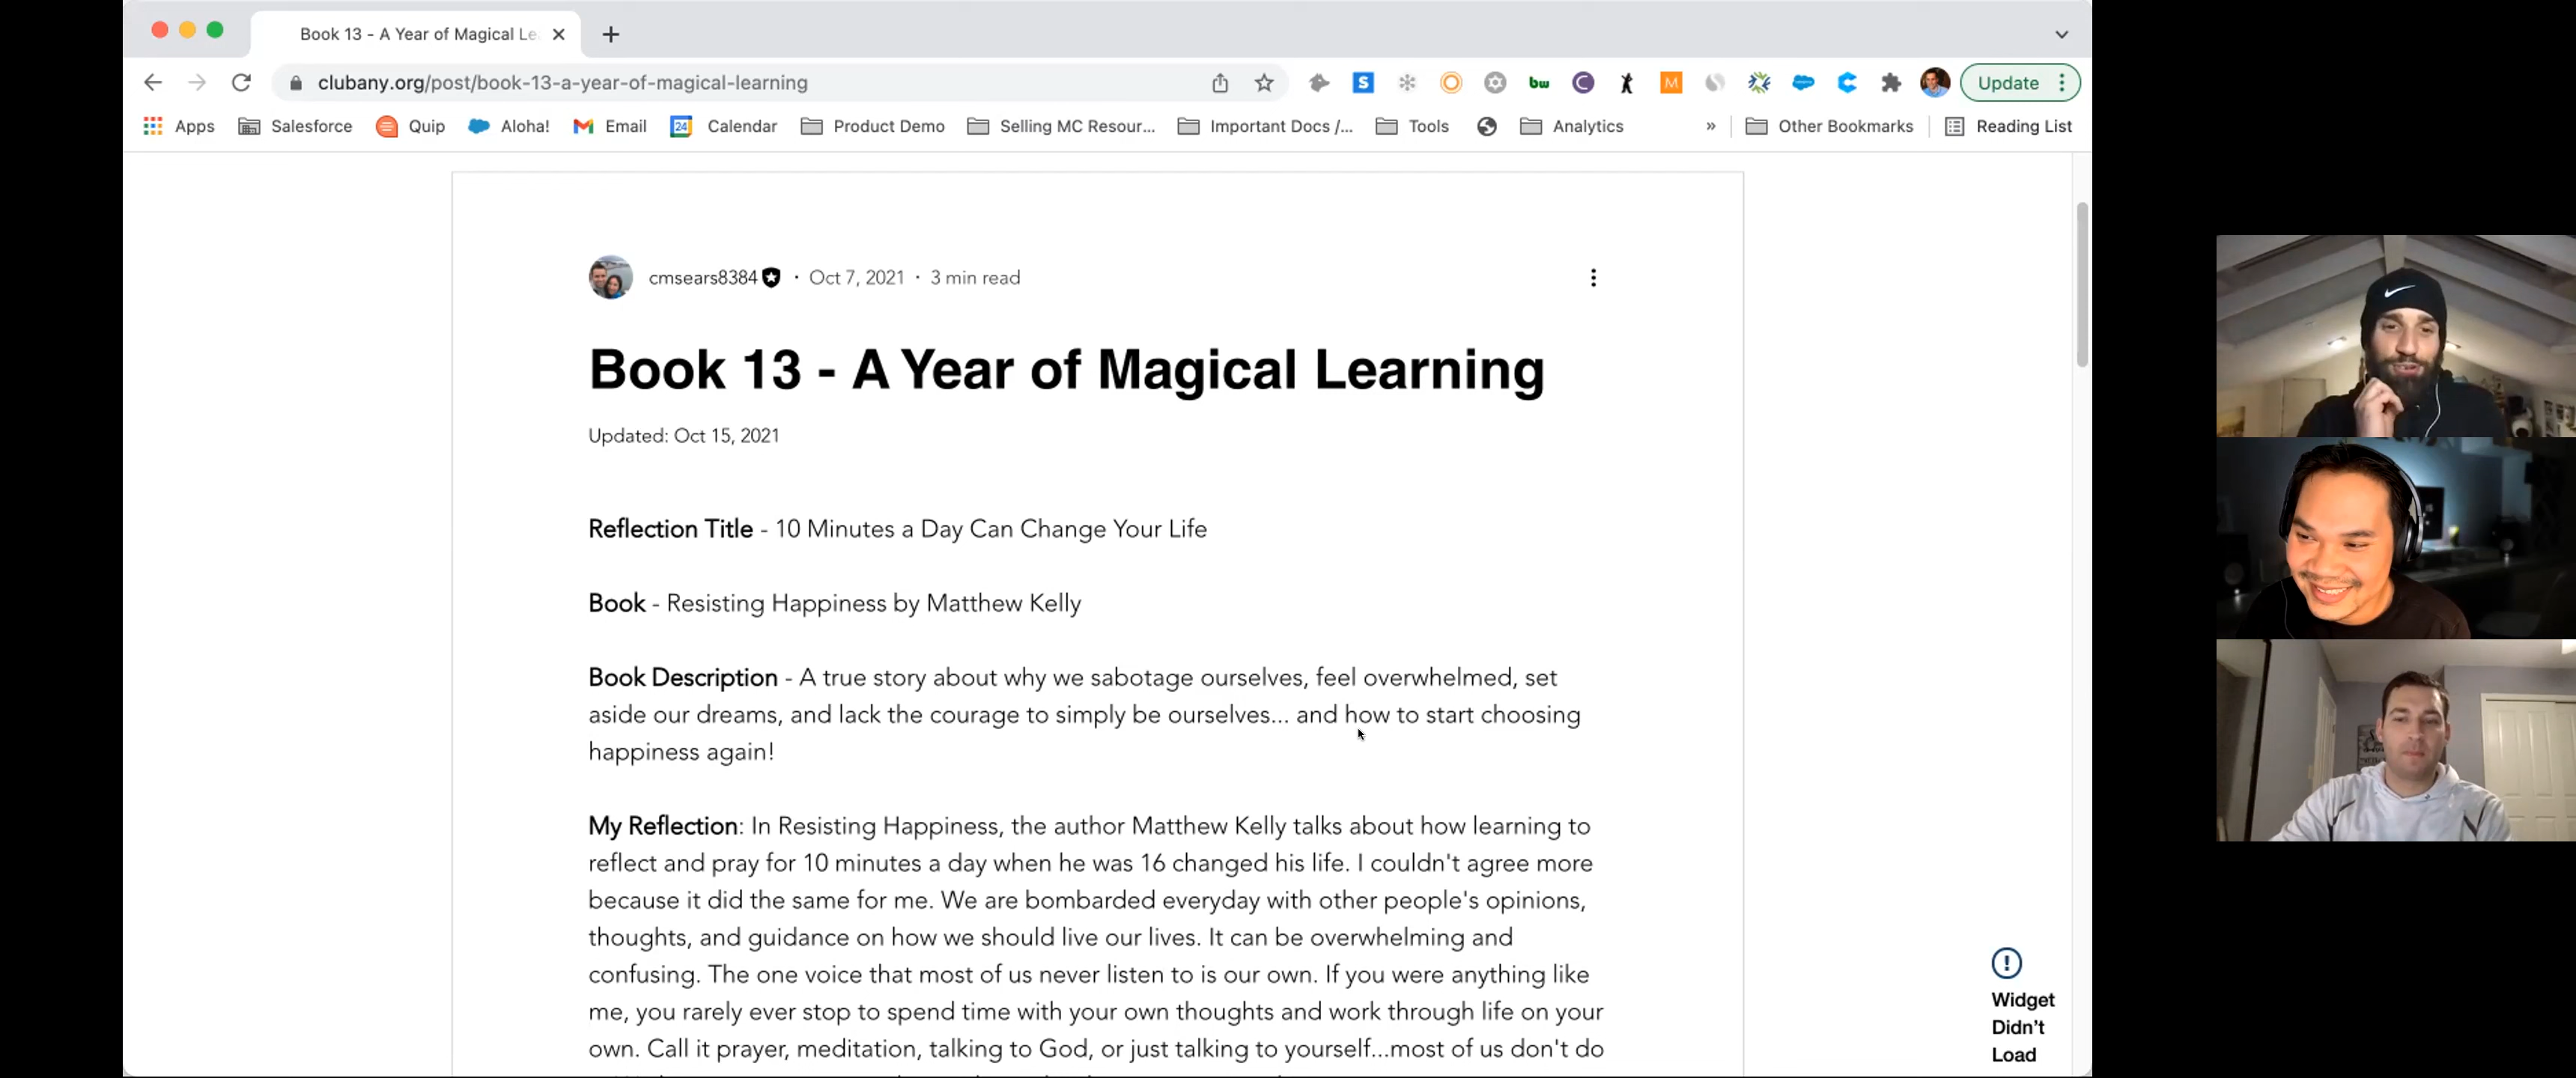 Book 13 - A Year of Magical Le
clubany.org/post/book-13-a-year-of-magical-learning
S
bw
C
M
Update
Apps
Salesforce
Quip
Aloha!
Email
24
Calendar
Product Demo
Selling MC Resour...
Important Docs /...
Tools
Analytics
»
Other Bookmarks
Reading List
cmsears8384 · Oct 7, 2021 · 3 min read
Book 13 - A Year of Magical Learning
Updated: Oct 15, 2021
Reflection Title - 10 Minutes a Day Can Change Your Life
Book - Resisting Happiness by Matthew Kelly
Book Description - A true story about why we sabotage ourselves, feel overwhelmed, set
aside our dreams, and lack the courage to simply be ourselves... and how to start choosing
happiness again!
My Reflection: In Resisting Happiness, the author Matthew Kelly talks about how learning to
reflect and pray for 10 minutes a day when he was 16 changed his life. I couldn't agree more
because it did the same for me. We are bombarded everyday with other people's opinions,
thoughts, and guidance on how we should live our lives. It can be overwhelming and
confusing. The one voice that most of us never listen to is our own. If you were anything like
me, you rarely ever stop to spend time with your own thoughts and work through life on your
own. Call it prayer, meditation, talking to God, or just talking to yourself...most of us don't do
Widget
Didn't
Load